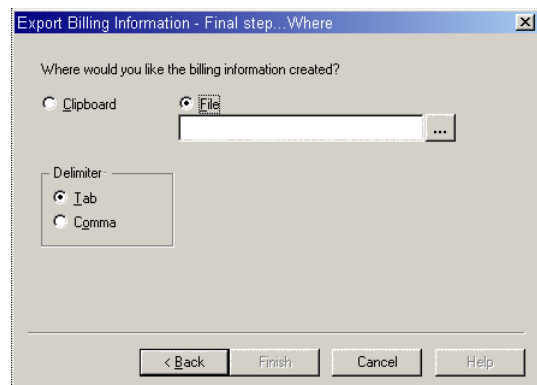 Export Billing Information - Final step...Where
Where would you like the billing information created?
Clipboard File
...
Delimiter
Tab
Comma
< Back Finish Cancel Help